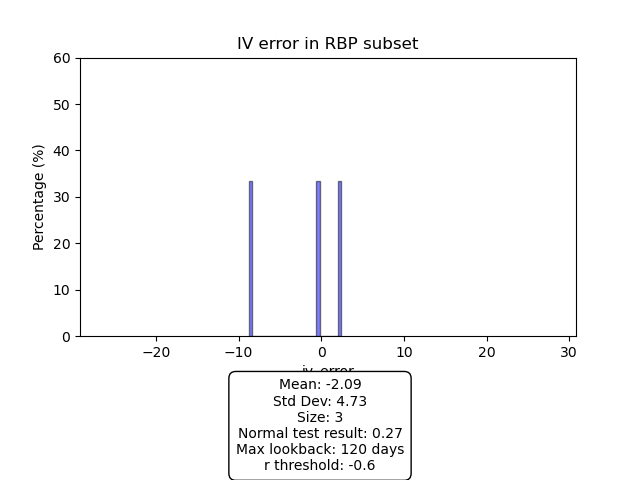 IV error in RBP subset
60
50
40
30
20
10
0
Percentage (%)
−20
−10
0
10
20
30
iv_error
Mean: -2.09
Std Dev: 4.73
Size: 3
Normal test result: 0.27
Max lookback: 120 days
r threshold: -0.6